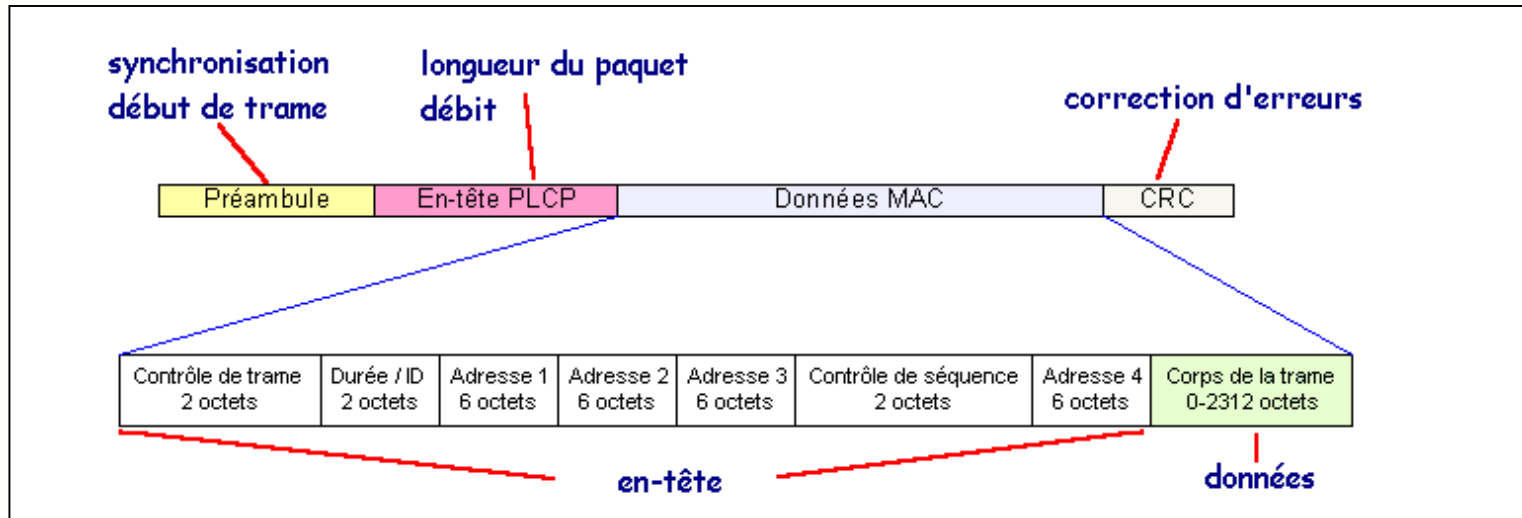 synchronisation
début de trame
longueur du paquet
débit
correction d'erreurs
Préambule
En-tête PLCP
Données MAC
CRC
Contrôle de trame
2 octets
Durée / ID
2 octets
Adresse 1
6 octets
Adresse 2
6 octets
Adresse 3
6 octets
Contrôle de séquence
2 octets
Adresse 4
6 octets
Corps de la trame
0-2312 octets
en-tête
données